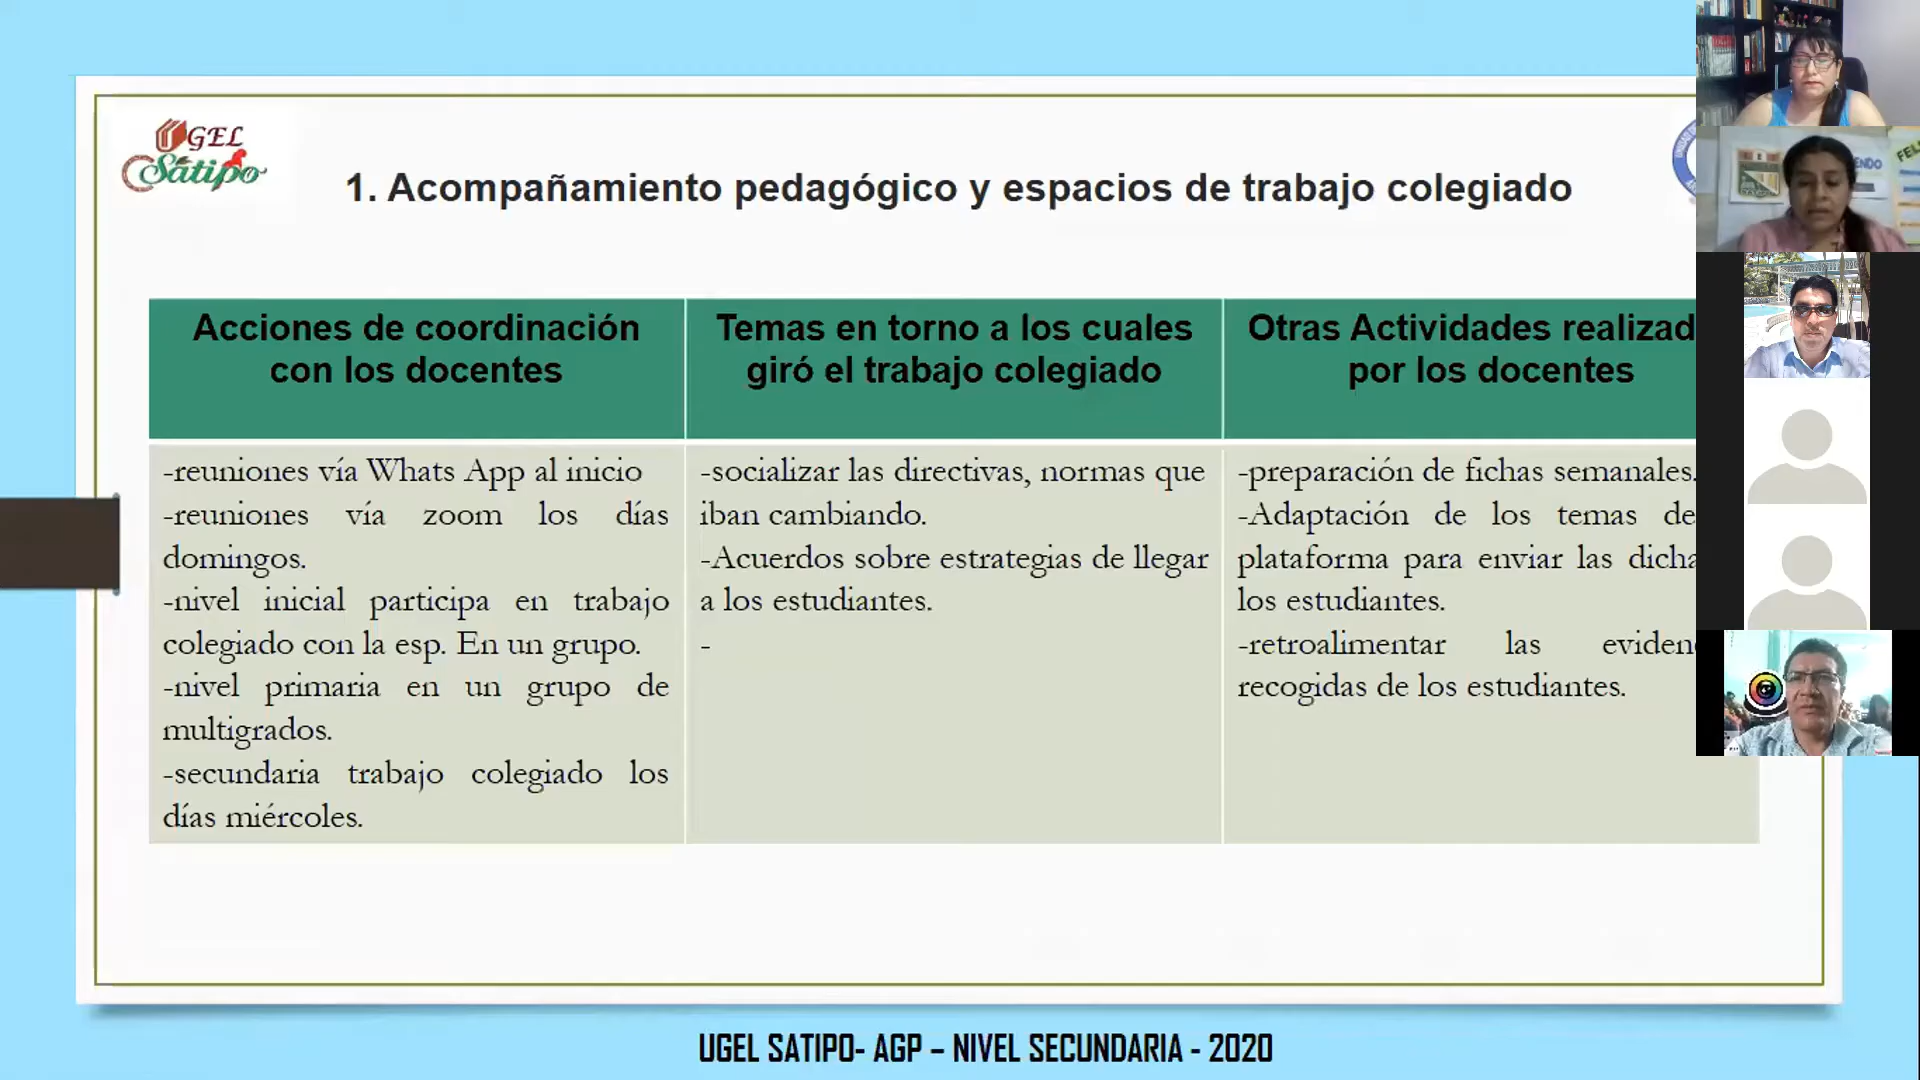 UGEL
Satipo
1. Acompañamiento pedagógico y espacios de trabajo colegiado
Acciones de coordinación
con los docentes
Temas en torno a los cuales
giró el trabajo colegiado
Otras Actividades realizad
por los docentes
-reuniones vía Whats App al inicio
-reuniones vía zoom los días
domingos.
-nivel inicial participa en trabajo
colegiado con la esp. En un grupo.
-nivel primaria en un grupo de
multigrados.
-secundaria trabajo colegiado los
días miércoles.
-socializar las directivas, normas que
iban cambiando.
-Acuerdos sobre estrategias de llegar
a los estudiantes.
-
-preparación de fichas semanales.
-Adaptación de los temas de
plataforma para enviar las dicha
los estudiantes.
-retroalimentar las eviden
recogidas de los estudiantes.
UGEL SATIPO- AGP – NIVEL SECUNDARIA - 2020